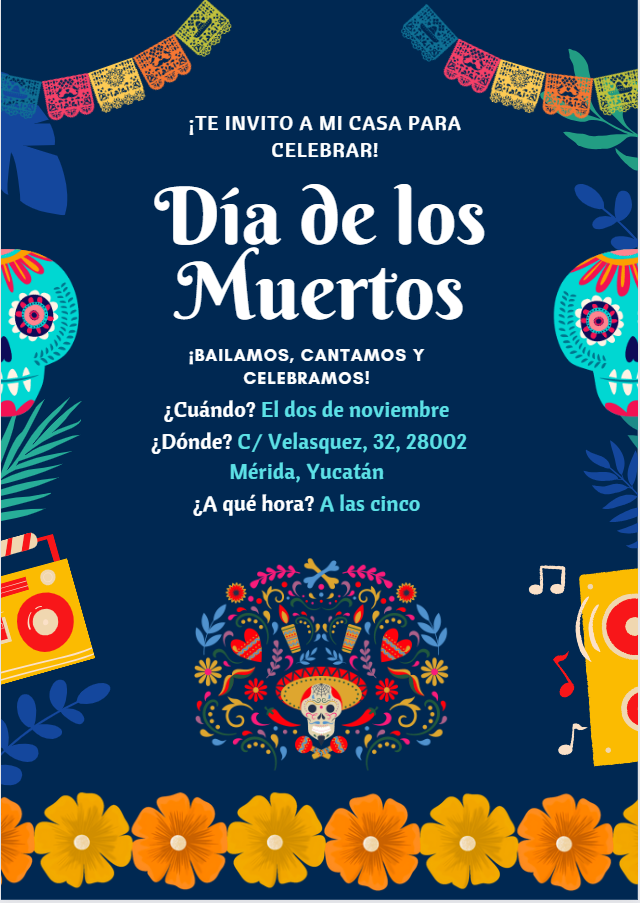 ¡TE INVITO A MI CASA PARA
CELEBRAR!
Día de los
Muertos
¡BAILAMOS, CANTAMOS Y
CELEBRAMOS!
¿Cuándo? El dos de noviembre
¿Dónde? C/ Velasquez, 32, 28002
Mérida, Yucatán
¿A qué hora? A las cinco